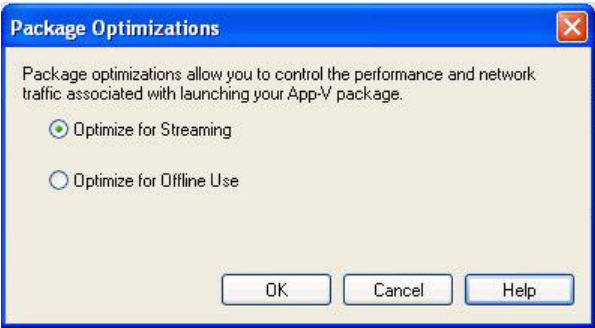 Package Optimizations
Package optimizations allow you to control the performance and network
traffic associated with launching your App-V package.
Optimize for Streaming
Optimize for Offline Use
OK Cancel Help